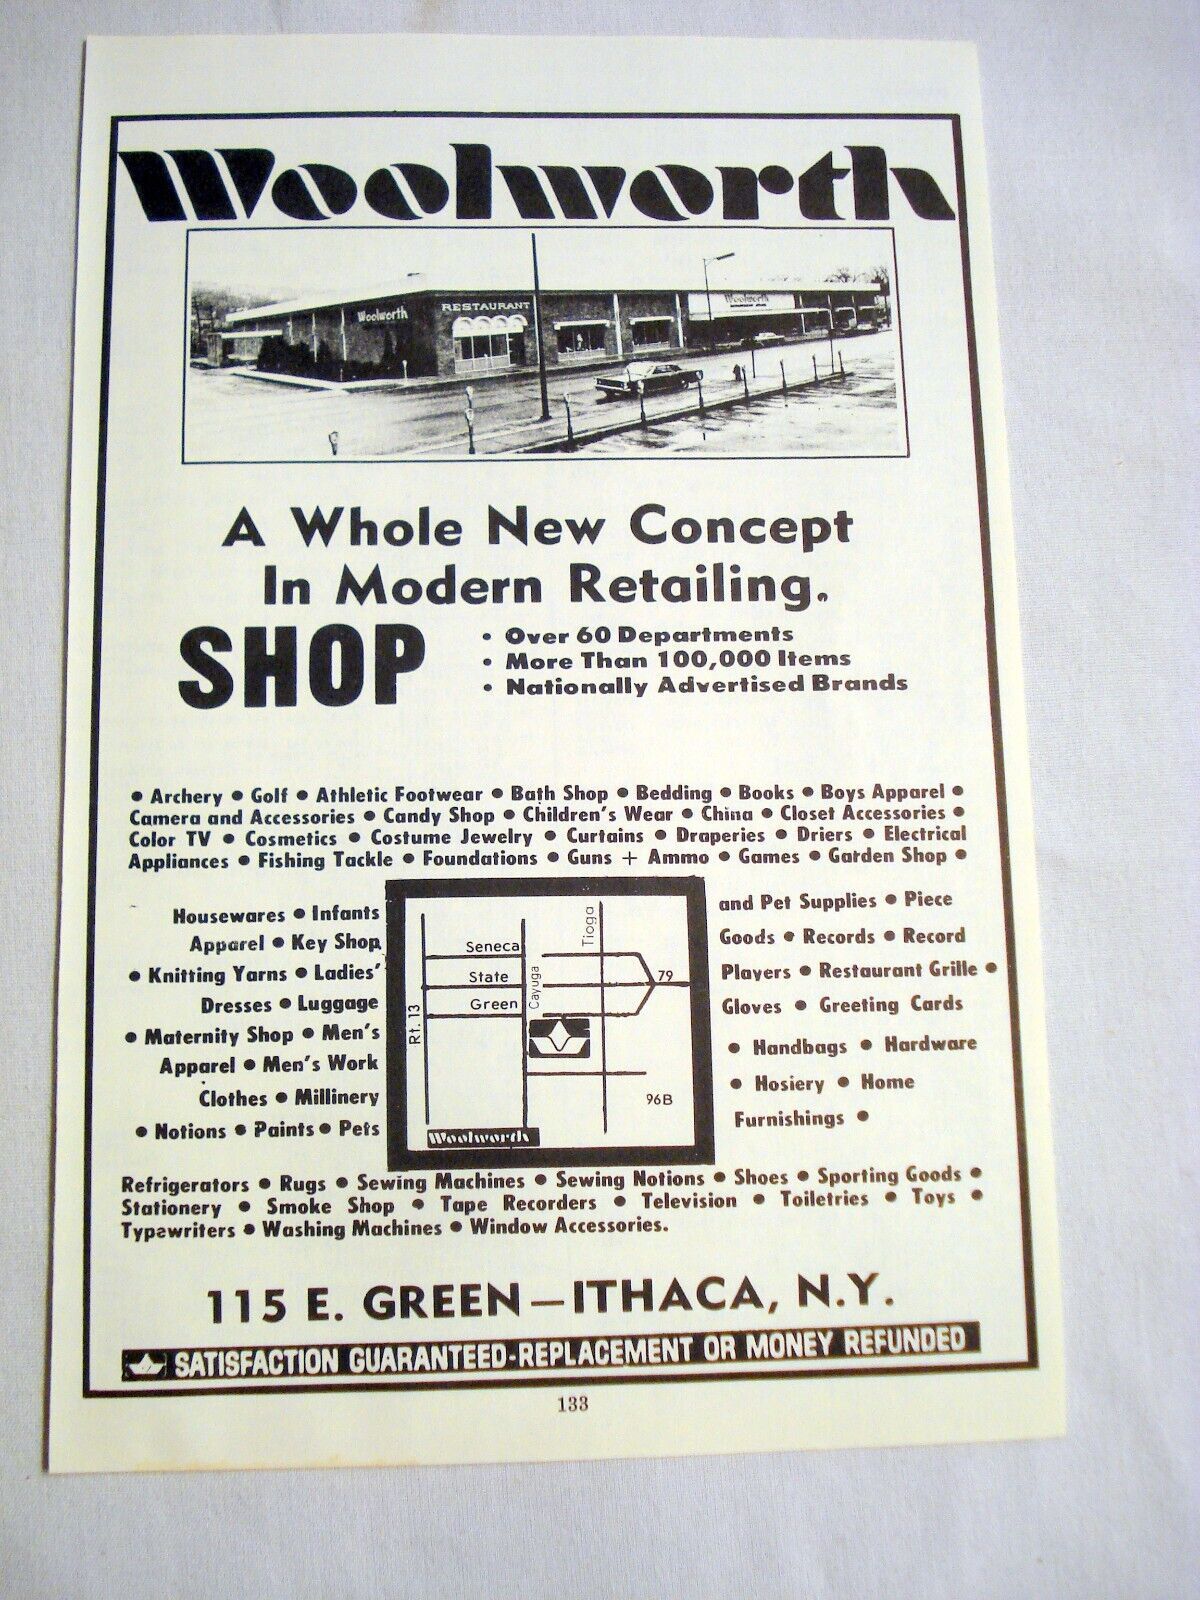 Woolworth
Woolworth
RESTAURANT
Woolworth
A Whole New Concept
In Modern Retailing.
SHOP
• Over 60 Departments
• More Than 100,000 Items
• Nationally Advertised Brands
• Archery • Golf • Athletic Footwear • Bath Shop • Bedding • Books • Boys Apparel •
Camera and Accessories • Candy Shop • Children's Wear • China • Closet Accessories •
Color TV • Cosmetics • Costume Jewelry • Curtains • Draperies • Driers • Electrical
Appliances • Fishing Tackle • Foundations • Guns + Ammo • Games • Garden Shop •
Housewares • Infants
Apparel • Key Shop
• Knitting Yarns • Ladies'
Dresses • Luggage
• Maternity Shop • Men's
Apparel • Men's Work
Clothes • Millinery
• Notions • Paints • Pets
Seneca
State
Green
Cayuga
Tioga
79
Rt. 13
96B
Woolworth
and Pet Supplies • Piece
Goods • Records • Record
Players • Restaurant Grille •
Gloves • Greeting Cards
• Handbags • Hardware
• Hosiery • Home
Furnishings •
Refrigerators • Rugs • Sewing Machines • Sewing Notions • Shoes • Sporting Goods •
Stationery • Smoke Shop • Tape Recorders • Television • Toiletries • Toys •
Typewriters • Washing Machines • Window Accessories.
115 E. GREEN — ITHACA, N.Y.
SATISFACTION GUARANTEED-REPLACEMENT OR MONEY REFUNDED
133